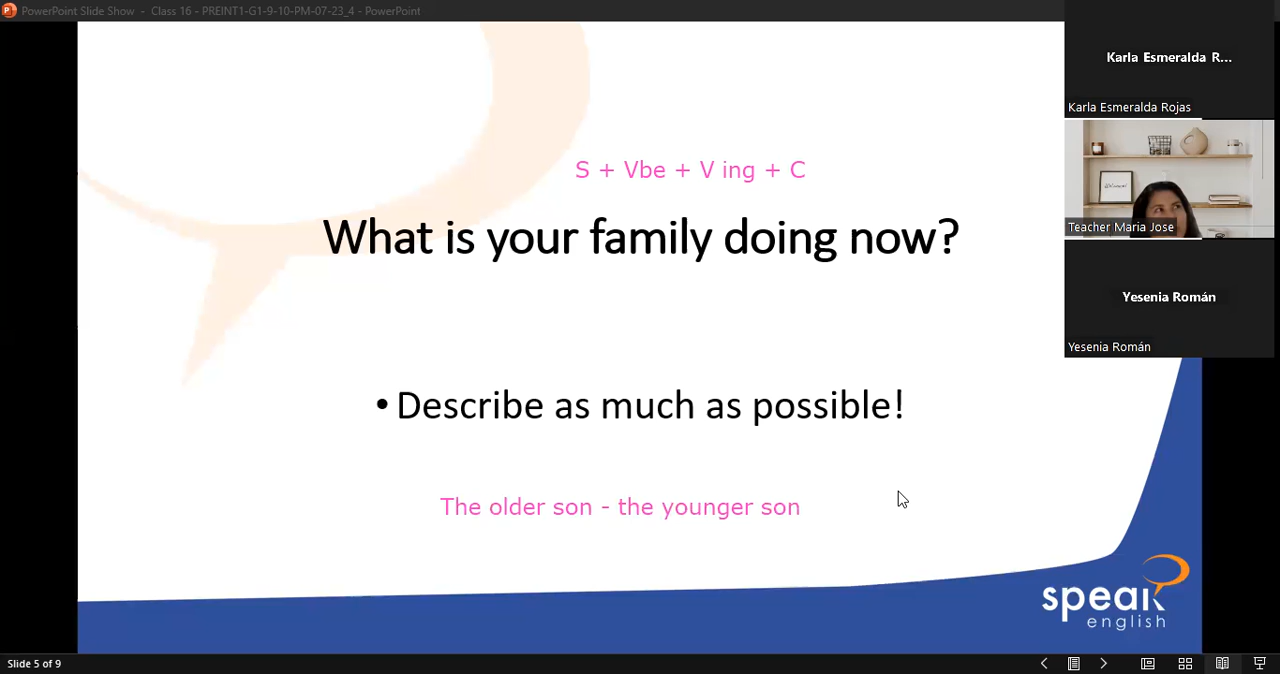 PowerPoint Slide Show - Class 16 - PREINT1-G1-9-10-PM-07-23_4 - PowerPoint
Karla Esmeralda R...
Karla Esmeralda Rojas
S + Vbe + V ing + C
Teacher Maria Jose
What is your family doing now?
Yesenia Román
Yesenia Román
• Describe as much as possible!
The older son - the younger son
speak
english
Slide 5 of 9